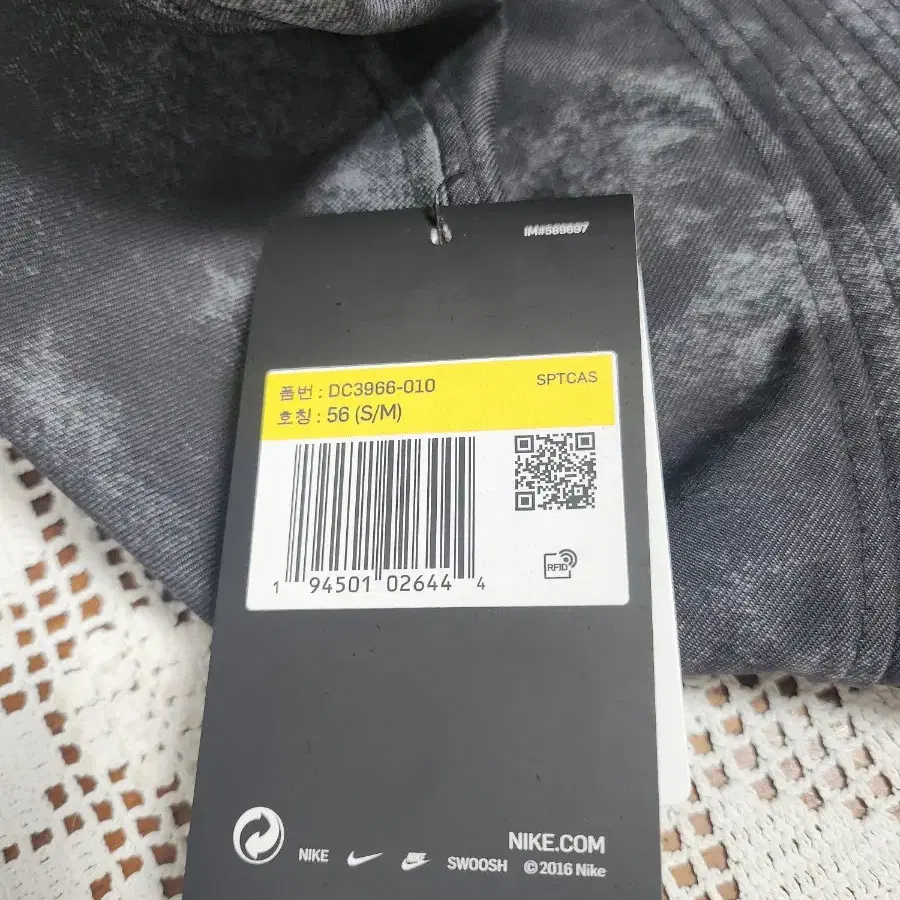 IM#589697
품번 : DC3966-010
SPTCAS
호칭 : 56 (S/M)
1 94501 02644 4
RFID
NIKE
NIKE
SWOOSH
NIKE.COM
© 2016 Nike